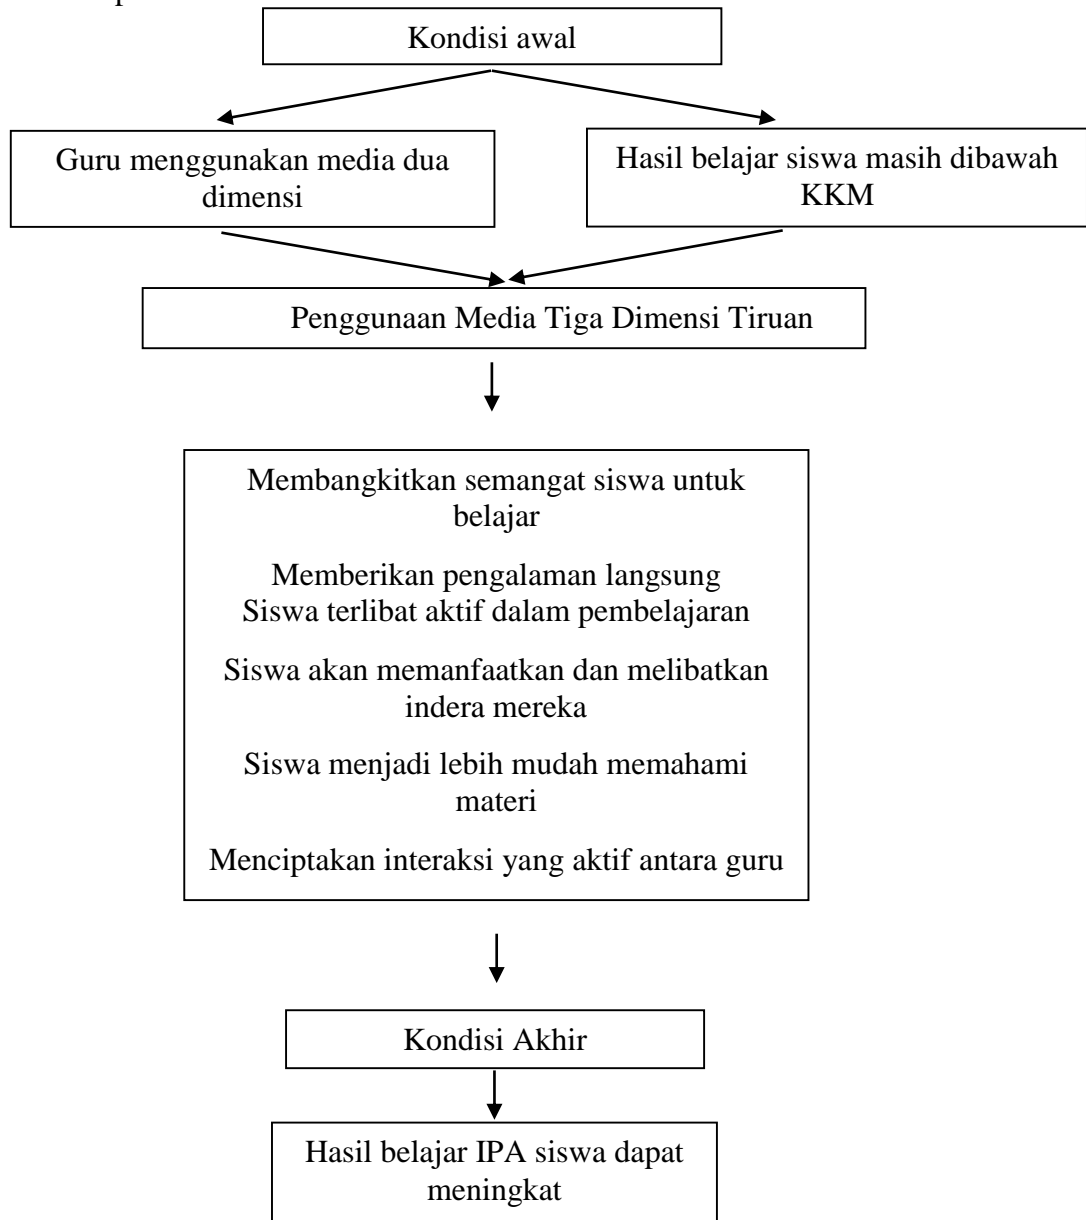 Kondisi awal
Guru menggunakan media dua
dimensi
Hasil belajar siswa masih dibawah
KKM
Penggunaan Media Tiga Dimensi Tiruan
Membangkitkan semangat siswa untuk
belajar
Memberikan pengalaman langsung
Siswa terlibat aktif dalam pembelajaran
Siswa akan memanfaatkan dan melibatkan
indera mereka
Siswa menjadi lebih mudah memahami
materi
Menciptakan interaksi yang aktif antara guru
Kondisi Akhir
Hasil belajar IPA siswa dapat
meningkat